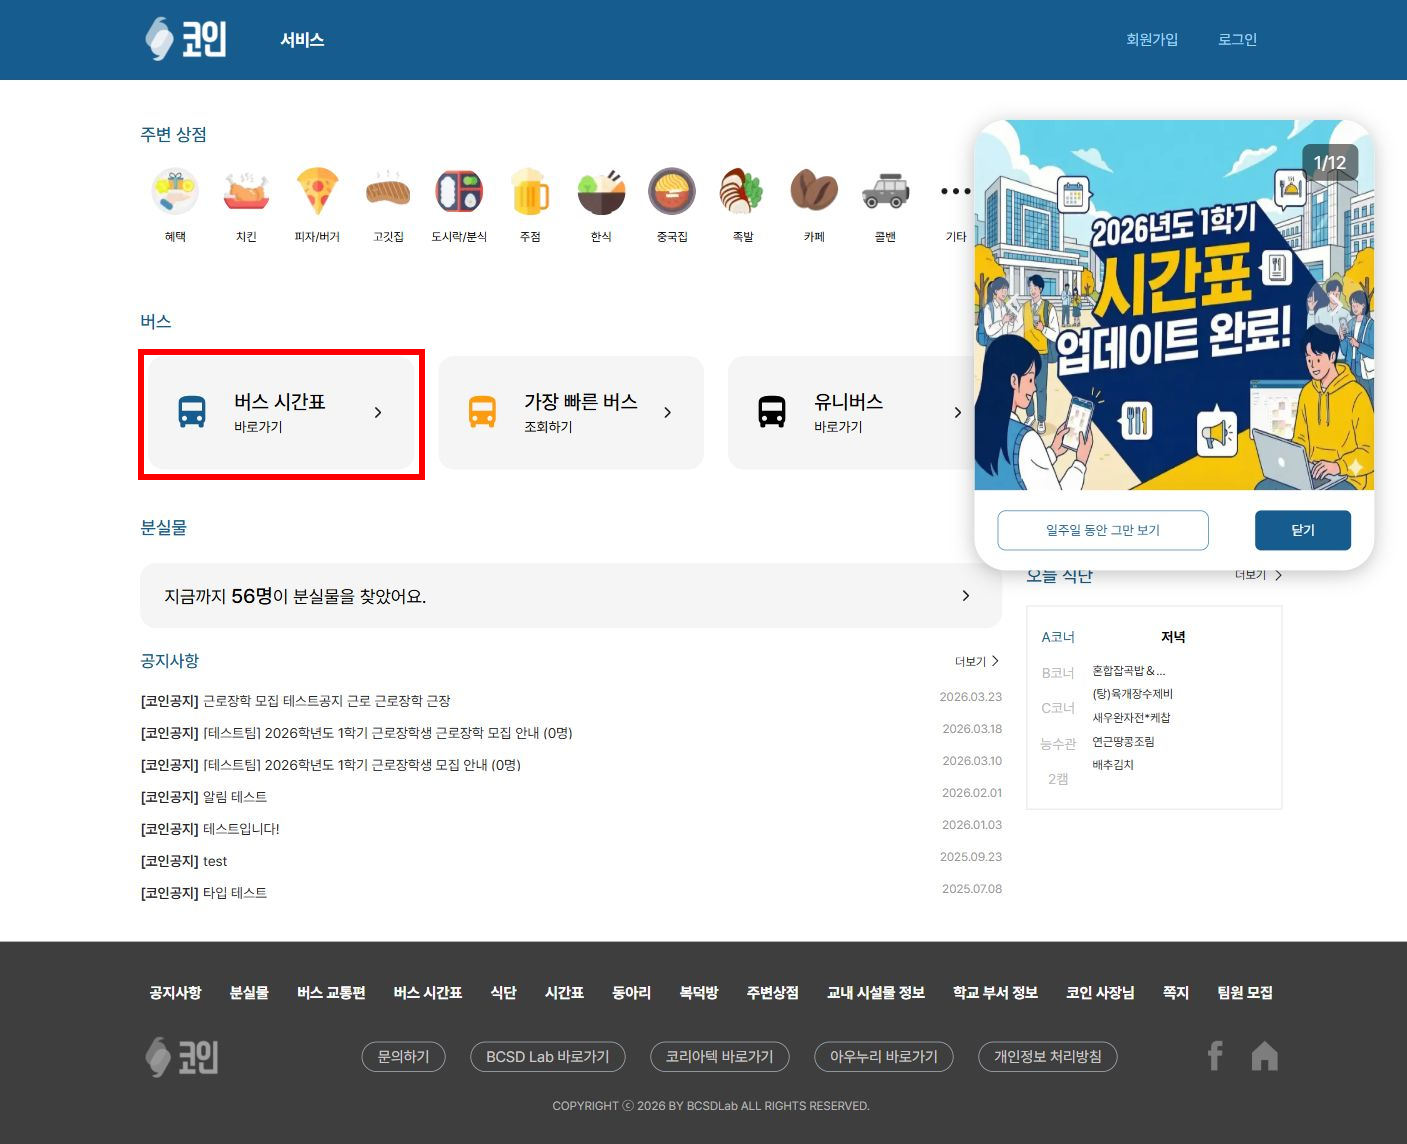 코인
서비스
회원가입
로그인
주변 상점
혜택
치킨
피자/버거
고깃집
도시락/분식
주점
한식
중국집
족발
카페
콜밴
기타
1/12
2026년도 1학기
시간표
업데이트 완료!
일주일 동안 그만 보기
닫기
버스
버스 시간표
바로가기
가장 빠른 버스
조회하기
유니버스
바로가기
분실물
지금까지 56명이 분실물을 찾았어요.
오늘 식단
더보기
A코너
저녁
B코너
C코너
능수관
2캠
혼합잡곡밥 & ...
(탕)육개장수제비
새우완자전*케찹
연근땅콩조림
배추김치
공지사항
더보기
[코인공지] 근로장학 모집 테스트공지 근로 근로장학 근장
2026.03.23
[코인공지] [테스트팀] 2026학년도 1학기 근로장학생 근로장학 모집 안내 (0명)
2026.03.18
[코인공지] [테스트팀] 2026학년도 1학기 근로장학생 모집 안내 (0명)
2026.03.10
[코인공지] 알림 테스트
2026.02.01
[코인공지] 테스트입니다!
2026.01.03
[코인공지] test
2025.09.23
[코인공지] 타입 테스트
2025.07.08
공지사항
분실물
버스 교통편
버스 시간표
식단
시간표
동아리
복덕방
주변상점
교내 시설물 정보
학교 부서 정보
코인 사장님
쪽지
팀원 모집
코인
문의하기
BCSD Lab 바로가기
코리아텍 바로가기
아우누리 바로가기
개인정보 처리방침
COPYRIGHT ⓒ 2026 BY BCSDLab ALL RIGHTS RESERVED.